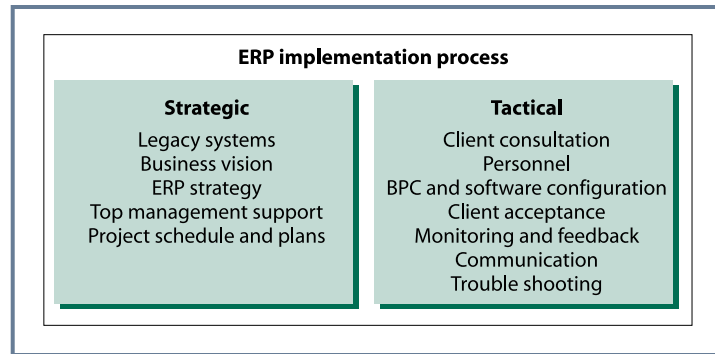 ERP implementation process
Strategic
Legacy systems
Business vision
ERP strategy
Top management support
Project schedule and plans
Tactical
Client consultation
Personnel
BPC and software configuration
Client acceptance
Monitoring and feedback
Communication
Trouble shooting